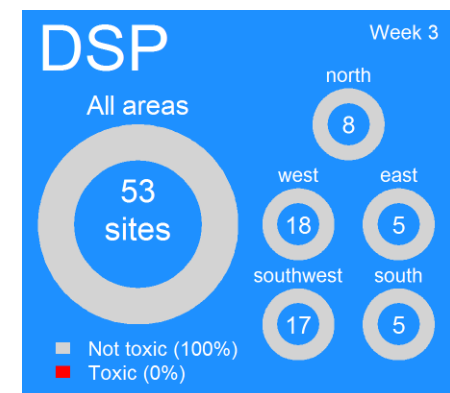 DSP
Week 3
All areas
53
sites
north
8
west
18
east
5
southwest
17
south
5
Not toxic (100%)
Toxic (0%)